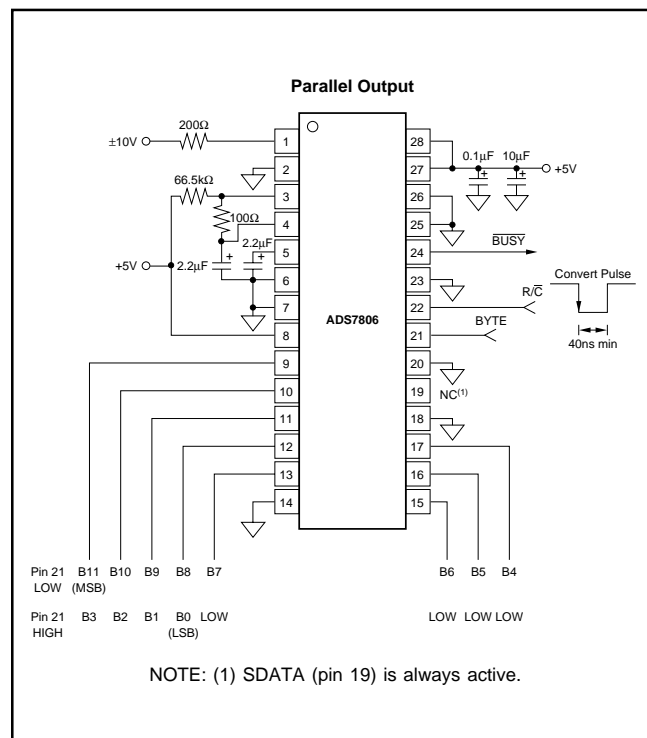 Parallel Output
200Ω
±10V
66.5kΩ
100Ω
2.2µF
2.2µF
+5V
1
2
3
4
5
6
7
8
9
10
11
12
13
14
ADS7806
28
27
26
25
24
23
22
21
20
19
18
17
16
15
0.1µF
10µF
+
+
+
+
+5V
BUSY
Convert Pulse
R/C
BYTE
40ns min
NC(1)
Pin 21 B11 B10 B9 B8 B7 B6 B5 B4
LOW (MSB)
Pin 21 B3 B2 B1 B0 LOW LOW LOW LOW
HIGH (LSB)
NOTE: (1) SDATA (pin 19) is always active.